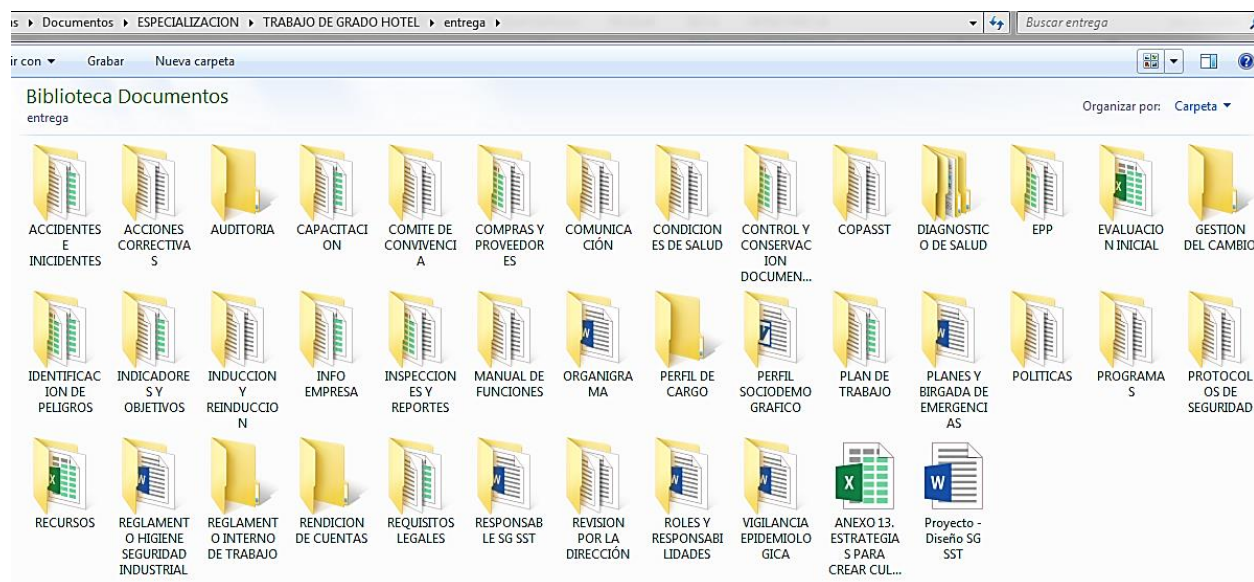 s ▸ Documentos ▸ ESPECIALIZACION ▸ TRABAJO DE GRADO HOTEL ▸ entrega ▸
Buscar entrega
ir con
Grabar
Nueva carpeta
Biblioteca Documentos
entrega
Organizar por: Carpeta
ACCIDENTES
E
INICIDENTES
ACCIONES
CORRECTIVA
S
AUDITORIA
CAPACITACI
ON
COMITE DE
CONVIVENCI
A
COMPRAS Y
PROVEEDOR
ES
COMUNICA
CIÓN
CONDICION
ES DE SALUD
CONTROL Y
CONSERVAC
ION
DOCUMEN...
COPASST
DIAGNOSTIC
O DE SALUD
EPP
EVALUACIO
N INICIAL
GESTION
DEL CAMBIO
IDENTIFICAC
ION DE
PELIGROS
INDICADORE
S Y
OBJETIVOS
INDUCCION
Y
REINDUCCIO
N
INFO
EMPRESA
INSPECCION
ES Y
REPORTES
MANUAL DE
FUNCIONES
ORGANIGRA
MA
PERFIL DE
CARGO
PERFIL
SOCIODEMO
GRAFICO
PLAN DE
TRABAJO
PLANES Y
BIRGADA DE
EMERGENCI
AS
POLITICAS
PROGRAMA
S
PROTOCOL
OS DE
SEGURIDAD
RECURSOS
REGLAMENT
O HIGIENE
SEGURIDAD
INDUSTRIAL
REGLAMENT
O INTERNO
DE TRABAJO
RENDICION
DE CUENTAS
REQUISITOS
LEGALES
RESPONSAB
LE SG SST
REVISION
POR LA
DIRECCIÓN
ROLES Y
RESPONSABI
LIDADES
VIGILANCIA
EPIDEMIOLO
GICA
ANEXO 13.
ESTRATEGIA
S PARA
CREAR CUL...
Proyecto -
Diseño SG
SST